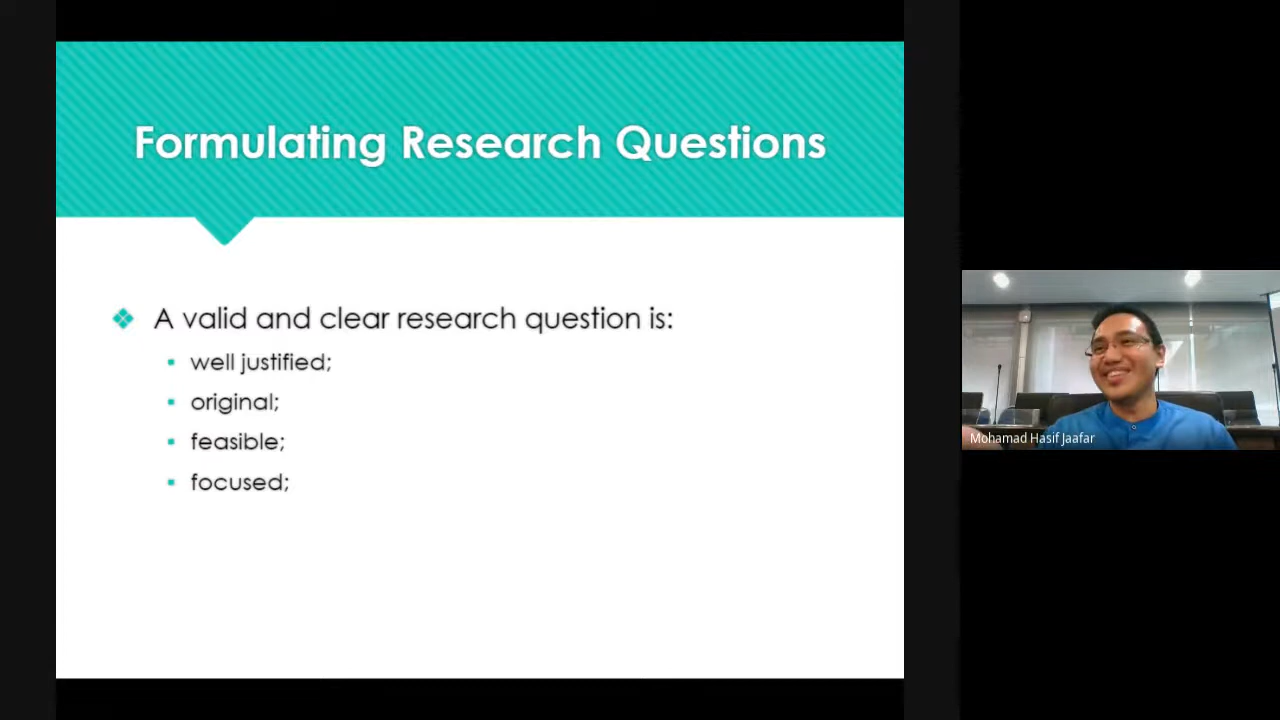 Formulating Research Questions
A valid and clear research question is:
well justified;
original;
feasible;
focused;
Mohamad Hasif Jaafar